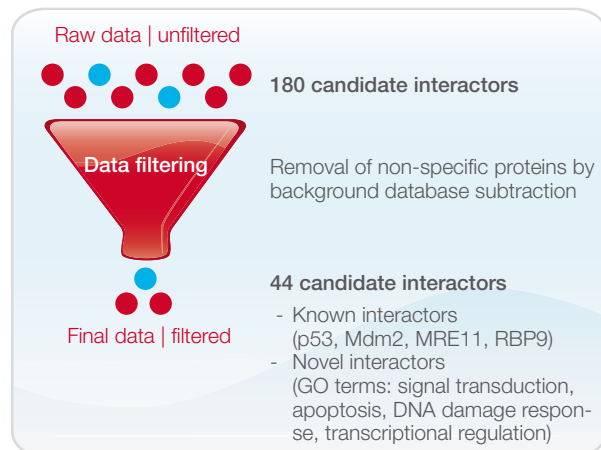 Raw data | unfiltered
180 candidate interactors
Data filtering
Removal of non-specific proteins by
background database subtraction
44 candidate interactors
- Known interactors
(p53, Mdm2, MRE11, RBP9)
- Novel interactors
(GO terms: signal transduction,
apoptosis, DNA damage respon-
se, transcriptional regulation)
Final data | filtered